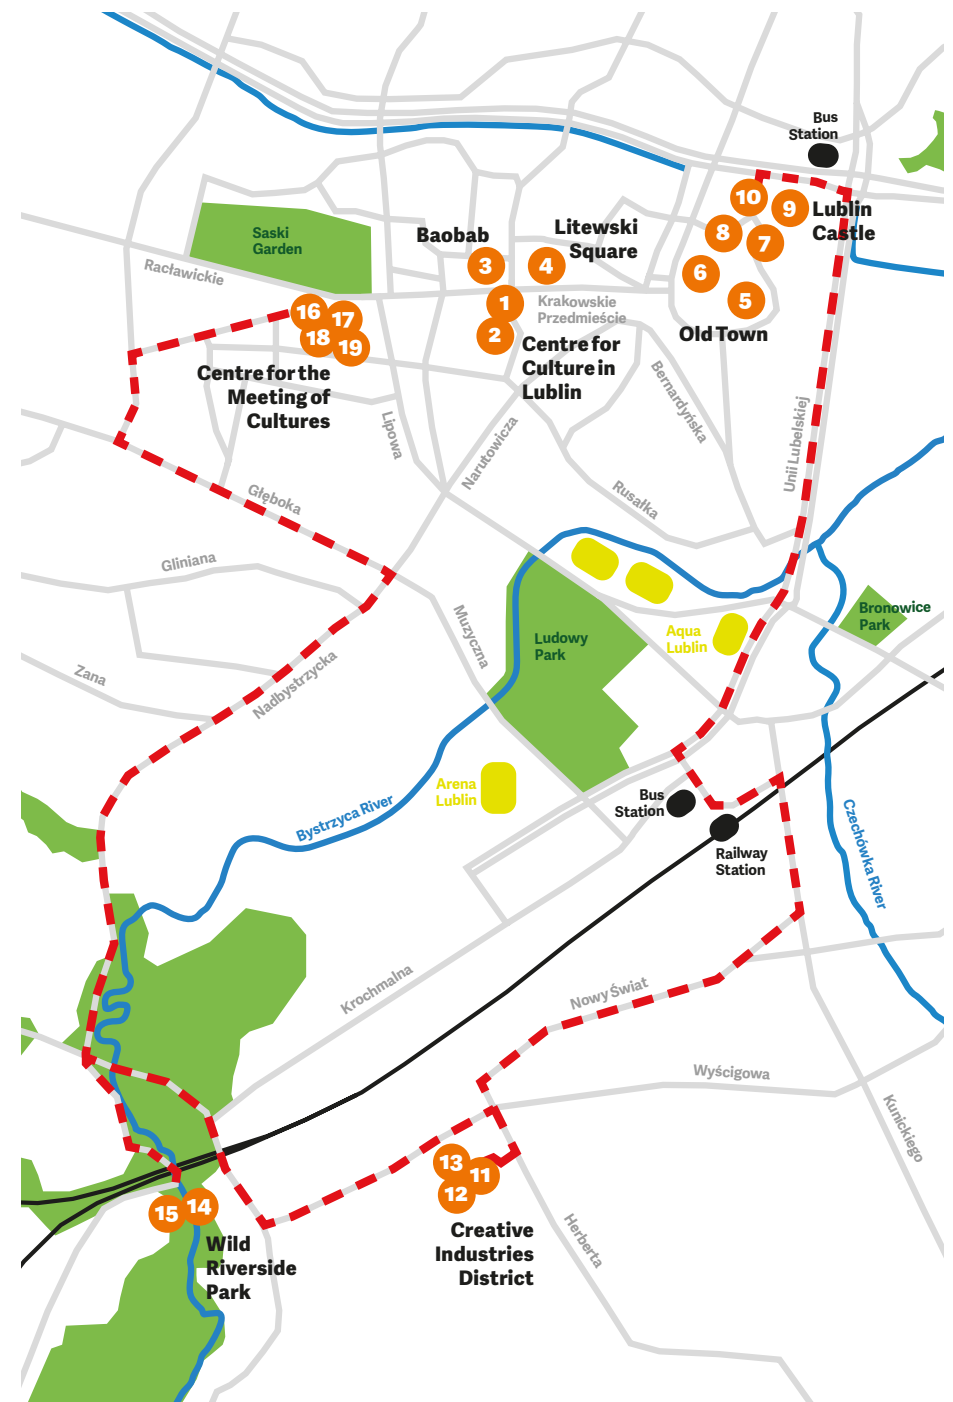 Bus
Station
10
9
Lublin
Castle
8
7
6
5
Old Town
Saski
Garden
Racławickie
Baobab
3
4
Litewski
Square
1
2
Krakowskie
Przedmieście
Centre for
Culture in
Lublin
16
17
18
19
Centre for the
Meeting of
Cultures
Lipowa
Narutowicza
Bernardyńska
Unii Lubelskiej
Głęboka
Rusałka
Gliniana
Muzyczna
Ludowy
Park
Aqua
Lublin
Bronowice
Park
Zana
Nadbystrzycka
Arena
Lublin
Bystrzyca River
Bus
Station
Railway
Station
Czechówka River
Krochmalna
Nowy Świat
Wyścigowa
Kunickiego
13
11
12
Creative
Industries
District
Herberta
15
14
Wild
Riverside
Park